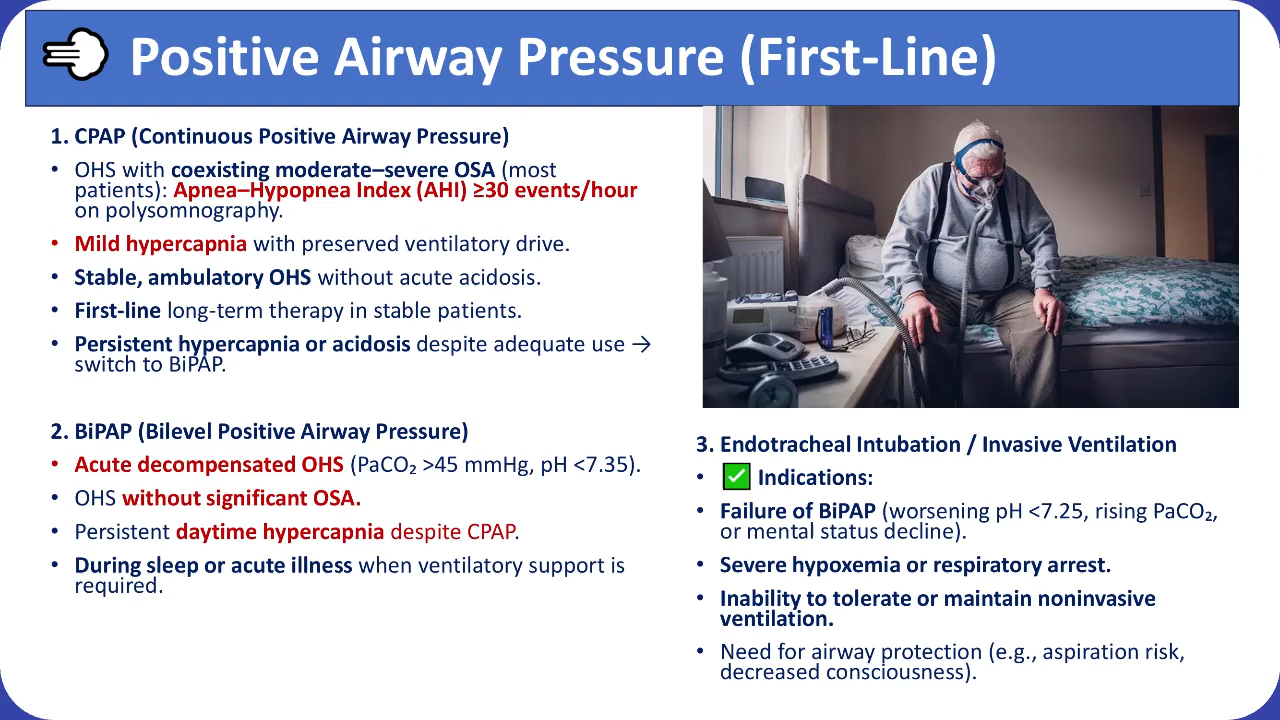 Positive Airway Pressure (First-Line)
1. CPAP (Continuous Positive Airway Pressure)
• OHS with coexisting moderate–severe OSA (most
patients): Apnea–Hypopnea Index (AHI) ≥30 events/hour
on polysomnography.
• Mild hypercapnia with preserved ventilatory drive.
• Stable, ambulatory OHS without acute acidosis.
• First-line long-term therapy in stable patients.
• Persistent hypercapnia or acidosis despite adequate use →
switch to BiPAP.
2. BiPAP (Bilevel Positive Airway Pressure)
• Acute decompensated OHS (PaCO₂ >45 mmHg, pH <7.35).
• OHS without significant OSA.
• Persistent daytime hypercapnia despite CPAP.
• During sleep or acute illness when ventilatory support is
required.
3. Endotracheal Intubation / Invasive Ventilation
• ✅ Indications:
• Failure of BiPAP (worsening pH <7.25, rising PaCO₂,
or mental status decline).
• Severe hypoxemia or respiratory arrest.
• Inability to tolerate or maintain noninvasive
ventilation.
• Need for airway protection (e.g., aspiration risk,
decreased consciousness).